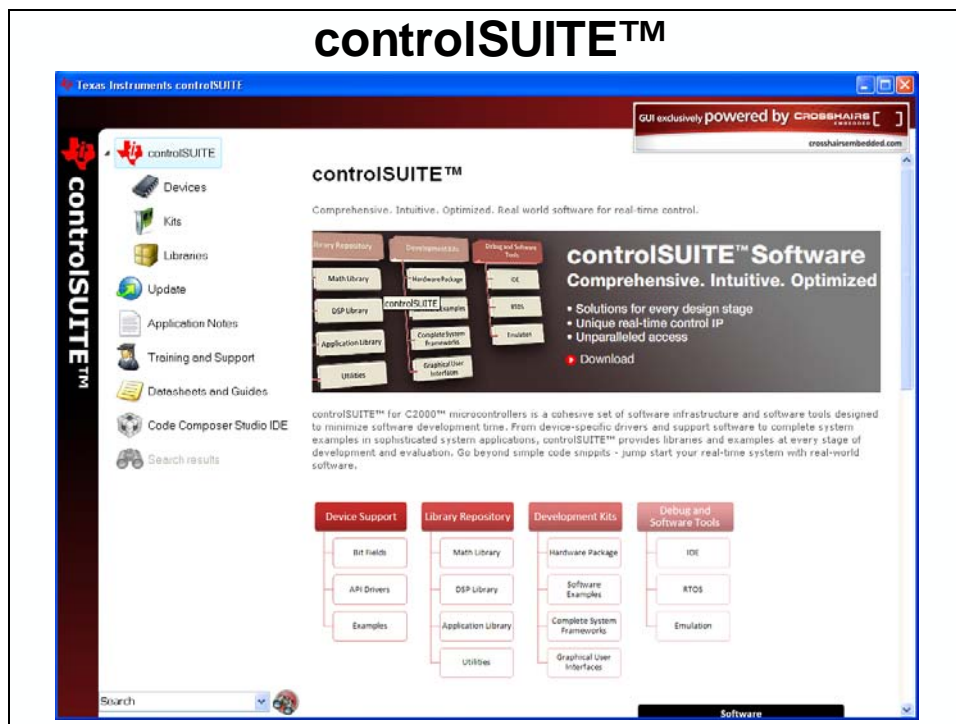 controlSUITE™
Texas Instruments controlSUITE
GUI exclusively powered by CROSSHAIRS EMBEDDED
crosshairsembedded.com
controlSUITE™
controlSUITE
Devices
Kits
Libraries
Update
Application Notes
Training and Support
Datasheets and Guides
Code Composer Studio IDE
Search results
Search
controlSUITE™
Comprehensive. Intuitive. Optimized. Real world software for real-time control.
Library Repository
Math Library
DSP Library
Application Library
Utilities
Development Kits
Hardware Package
Examples
Complete System Frameworks
Graphical User Interfaces
Debug and Software Tools
IDE
RTOS
Emulation
controlSUITE
controlSUITE™ Software
Comprehensive. Intuitive. Optimized
• Solutions for every design stage
• Unique real-time control IP
• Unparalleled access
Download
controlSUITE™ for C2000™ microcontrollers is a cohesive set of software infrastructure and software tools designed
to minimize software development time. From device-specific drivers and support software to complete system
examples in sophisticated system applications, controlSUITE™ provides libraries and examples at every stage of
development and evaluation. Go beyond simple code snippits - jump start your real-time system with real-world
software.
Device Support
Bit Fields
API Drivers
Examples
Library Repository
Math Library
DSP Library
Application Library
Utilities
Development Kits
Hardware Package
Software
Examples
Complete System
Frameworks
Graphical User
Interfaces
Debug and
Software Tools
IDE
RTOS
Emulation
Software